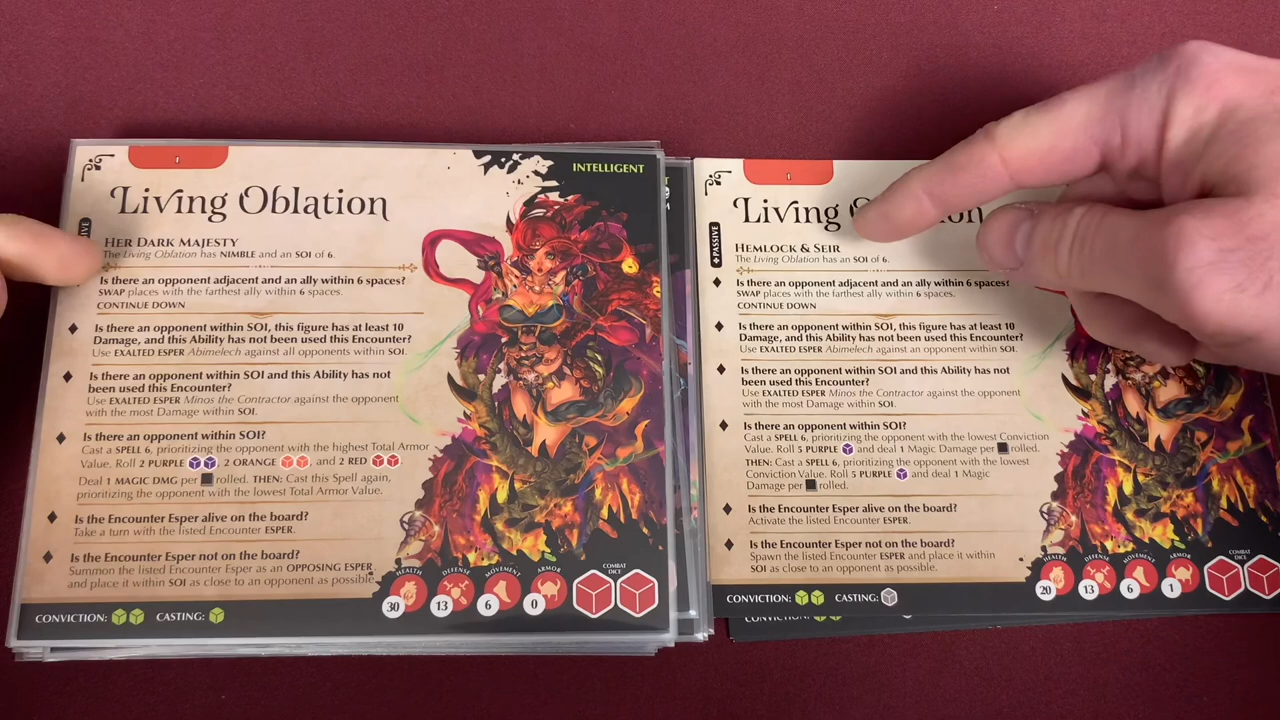 INTELLIGENT
Living Oblation
HER DARK MAJESTY
The Living Oblation has NIMBLE and an SOI of 6.
Is there an opponent adjacent and an ally within 6 spaces?
SWAP places with the farthest ally within 6 spaces.
CONTINUE DOWN
Is there an opponent within SOI, this figure has at least 10
Damage, and this Ability has not been used this Encounter?
Use EXALTED ESPER Abimelech against all opponents within SOI.
Is there an opponent within SOI and this Ability has not
been used this Encounter?
Use EXALTED ESPER Minos the Contractor against the opponent
with the most Damage within SOI.
Is there an opponent within SOI?
Cast a SPELL 6, prioritizing the opponent with the highest Total Armor
Value. Roll 2 PURPLE , 2 ORANGE , and 2 RED .
Deal 1 MAGIC DMG per rolled. THEN: Cast this Spell again,
prioritizing the opponent with the lowest Total Armor Value.
Is the Encounter Esper alive on the board?
Take a turn with the listed Encounter ESPER.
Is the Encounter Esper not on the board?
Summon the listed Encounter Esper as an OPPOSING ESPER
and place it within SOI as close to an opponent as possible.
HEALTH
DEFENSE
MOVEMENT
ARMOR
COMBAT
DICE
30
13
6
0
CONVICTION: CASTING:
Living
PASSIVE
HEMLOCK & SEIR
The Living Oblation has an SOI of 6.
Is there an opponent adjacent and an ally within 6 spaces?
SWAP places with the farthest ally within 6 spaces.
CONTINUE DOWN
Is there an opponent within SOI, this figure has at least 10
Damage, and this Ability has not been used this Encounter?
Use EXALTED ESPER Abimelech against an opponent within SOI.
Is there an opponent within SOI and this Ability has not
been used this Encounter?
Use EXALTED ESPER Minos the Contractor against the opponent
with the most Damage within SOI.
Is there an opponent within SOI?
Cast a SPELL 6, prioritizing the opponent with the lowest Conviction
Value. Roll 5 PURPLE and deal 1 Magic Damage per rolled.
THEN: Cast a SPELL 6, prioritizing the opponent with the lowest
Conviction Value. Roll 5 PURPLE and deal 1 Magic
Damage per rolled.
Is the Encounter Esper alive on the board?
Activate the listed Encounter ESPER.
Is the Encounter Esper not on the board?
Spawn the listed Encounter ESPER and place it within
SOI as close to an opponent as possible.
HEALTH
DEFENSE
MOVEMENT
ARMOR
COMBAT
DICE
20
13
6
1
CONVICTION: CASTING: